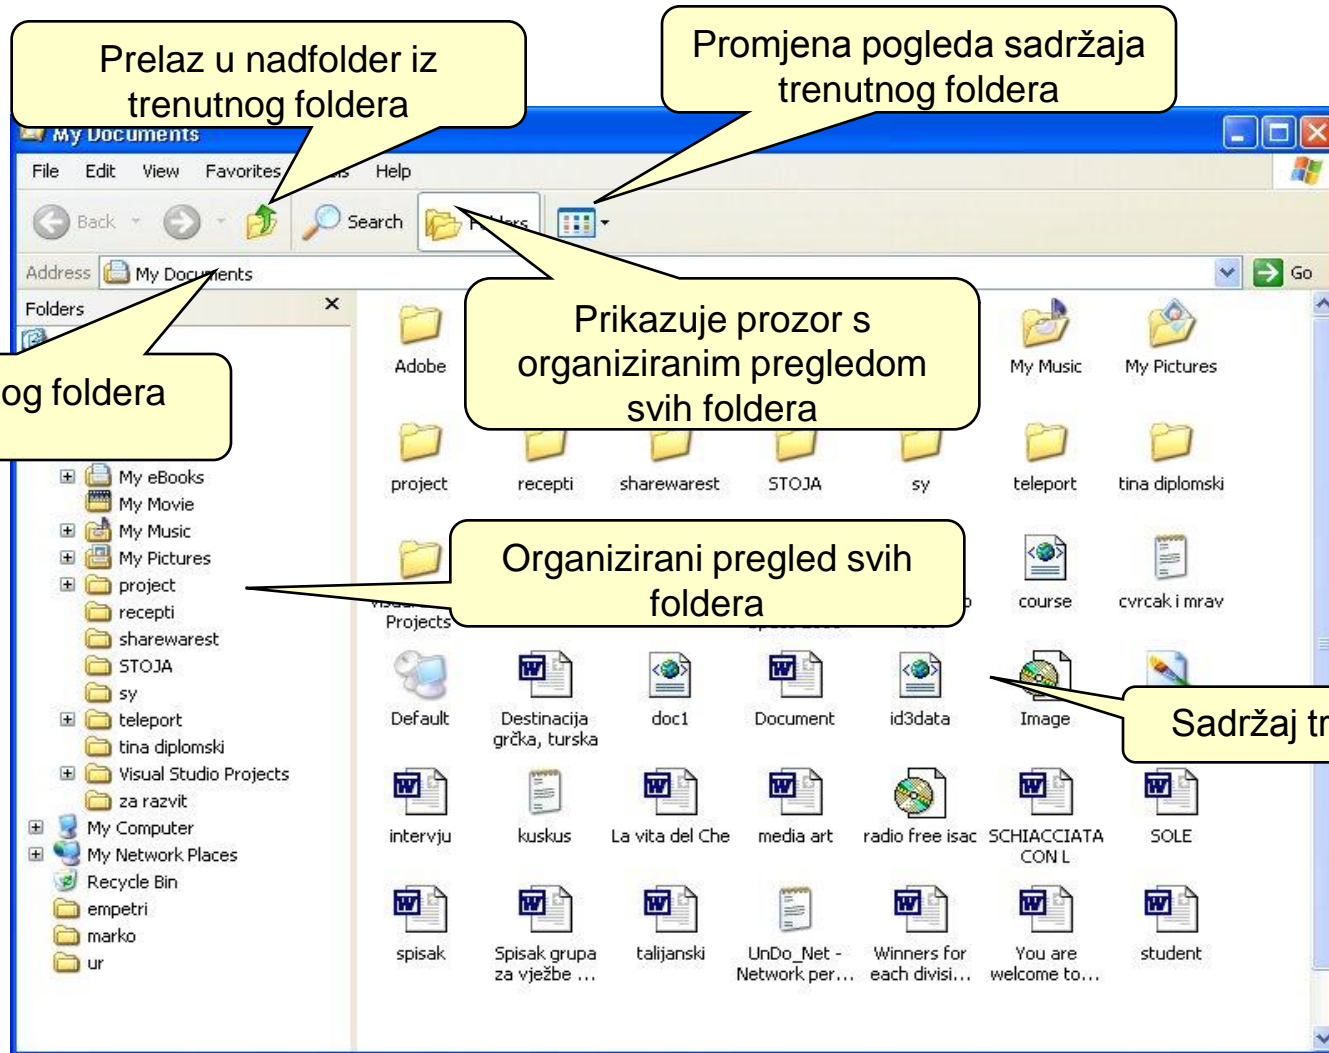 Prelaz u nadfolder iz
trenutnog foldera
Promjena pogleda sadržaja
trenutnog foldera
My Documents
File Edit View Favorites Help
Back Search Folders
Address My Documents Go
Folders
og foldera
Prikazuje prozor s
organiziranim pregledom
svih foldera
Organizirani pregled svih
foldera
Sadržaj
My eBooks
My Movie
My Music
My Pictures
project
recepti
sharewarest
STOJA
sy
teleport
tina diplomski
Visual Studio Projects
za razvit
My Computer
My Network Places
Recycle Bin
empetri
marko
ur
Adobe My Music My Pictures
project recepti sharewarest STOJA sy teleport tina diplomski
Projects course cvrcak i mrav
Default Destinacija
grčka, turska doc1 Document id3data Image
intervju kuskus La vita del Che media art radio free isac SCHIACCIATA
CON L SOLE
spisak Spisak grupa
za vježbe ... talijanski UnDo_Net -
Network per... Winners for
each divisi... You are
welcome to... student